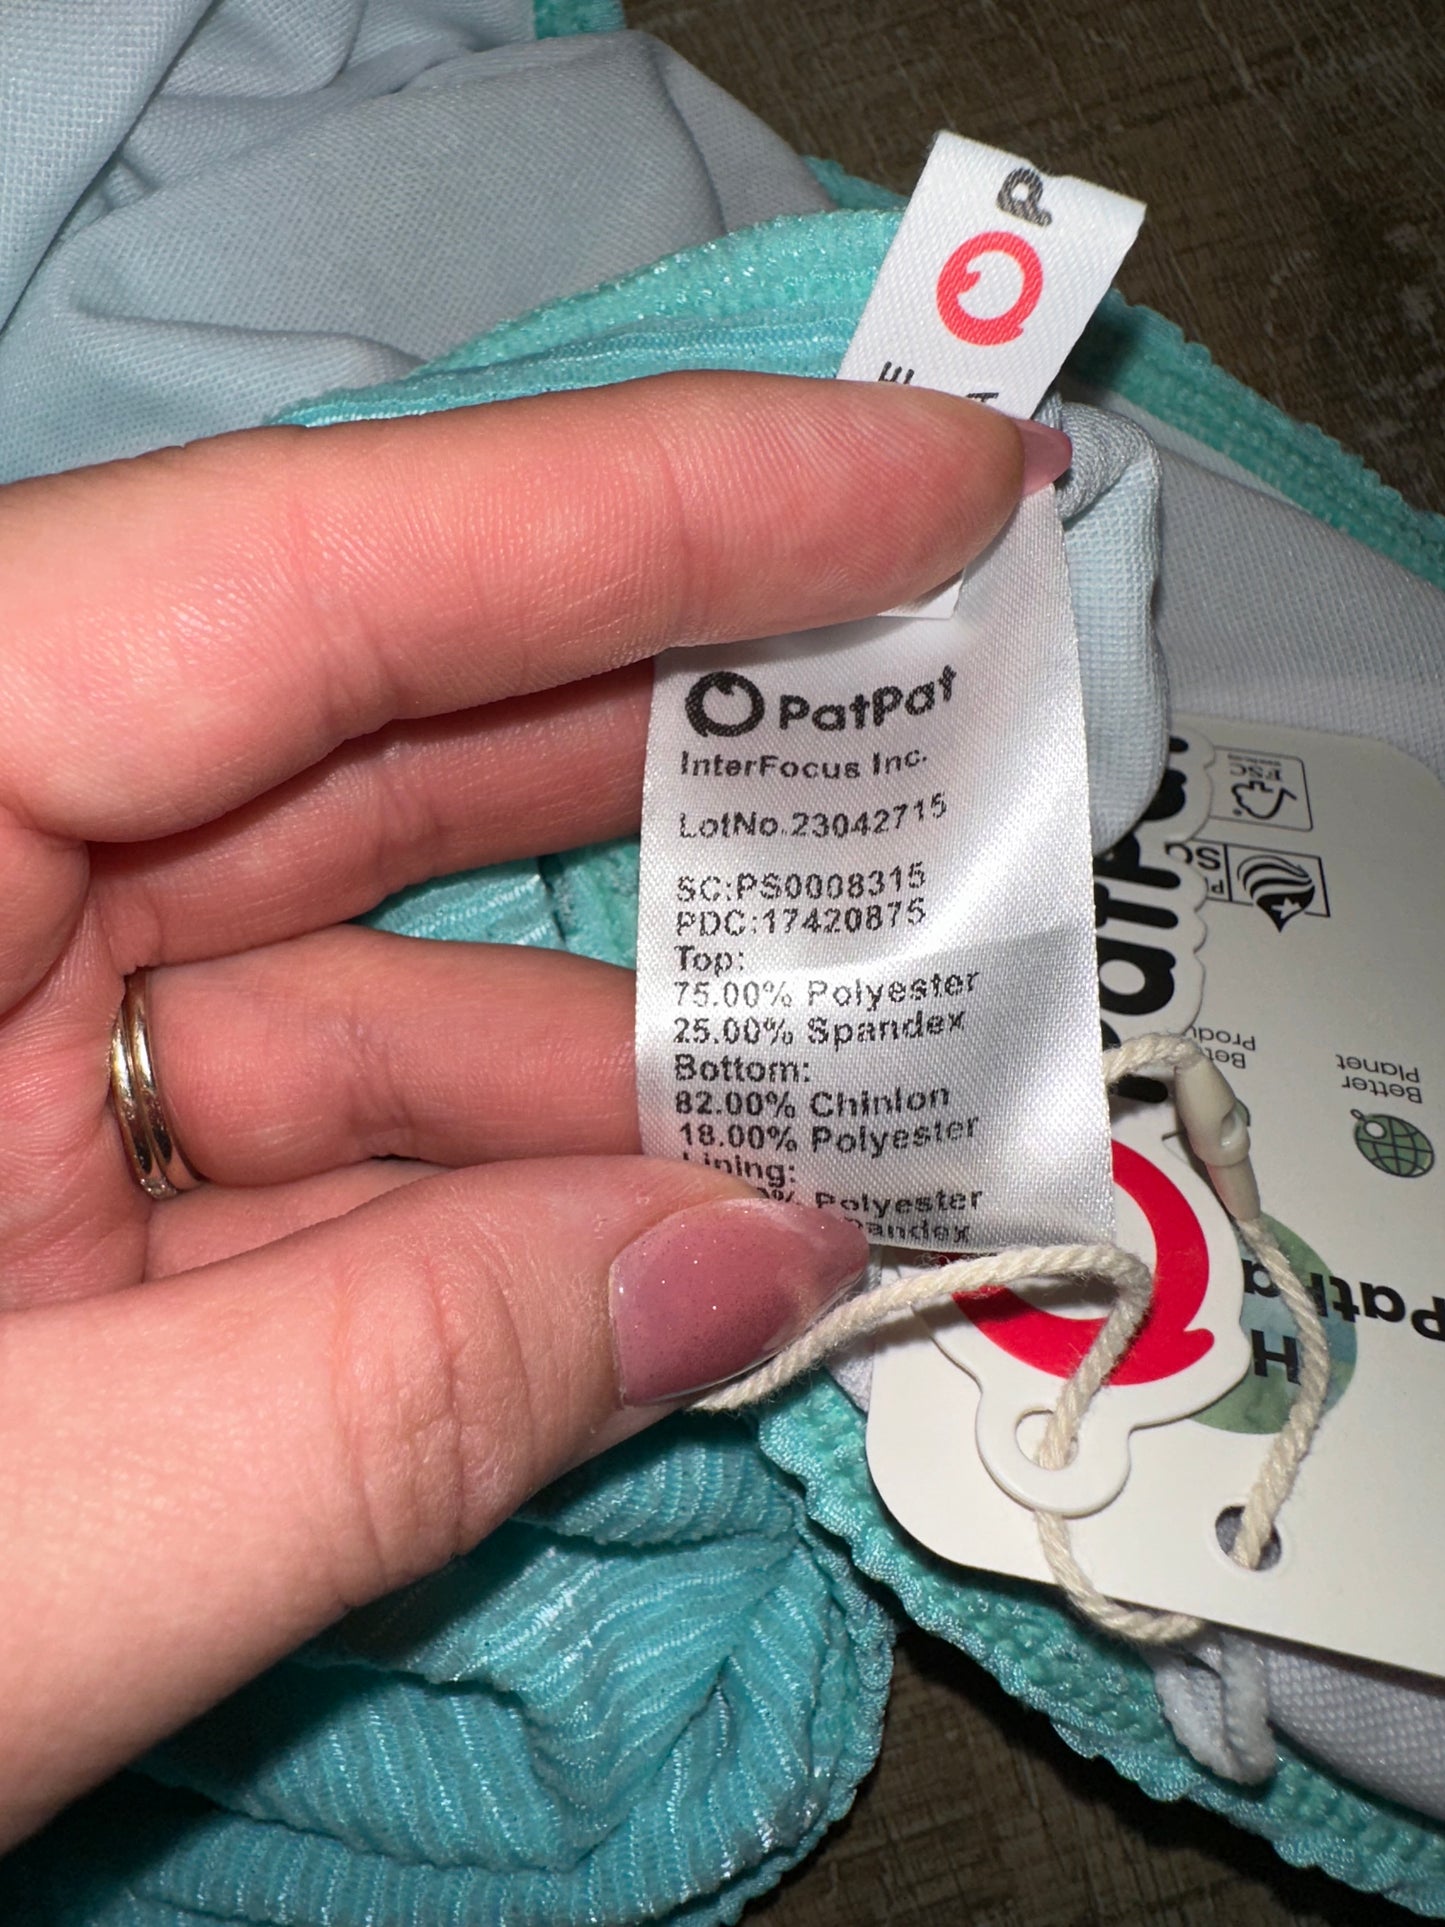 PatPat
InterFocus Inc.
LotNo.23042715
SC:PS0008315
PDC:17420875
Top:
75.00% Polyester
25.00% Spandex
Bottom:
82.00% Chinlon
18.00% Polyester
Lining:
% Polyester
P
USA
Better
Planet